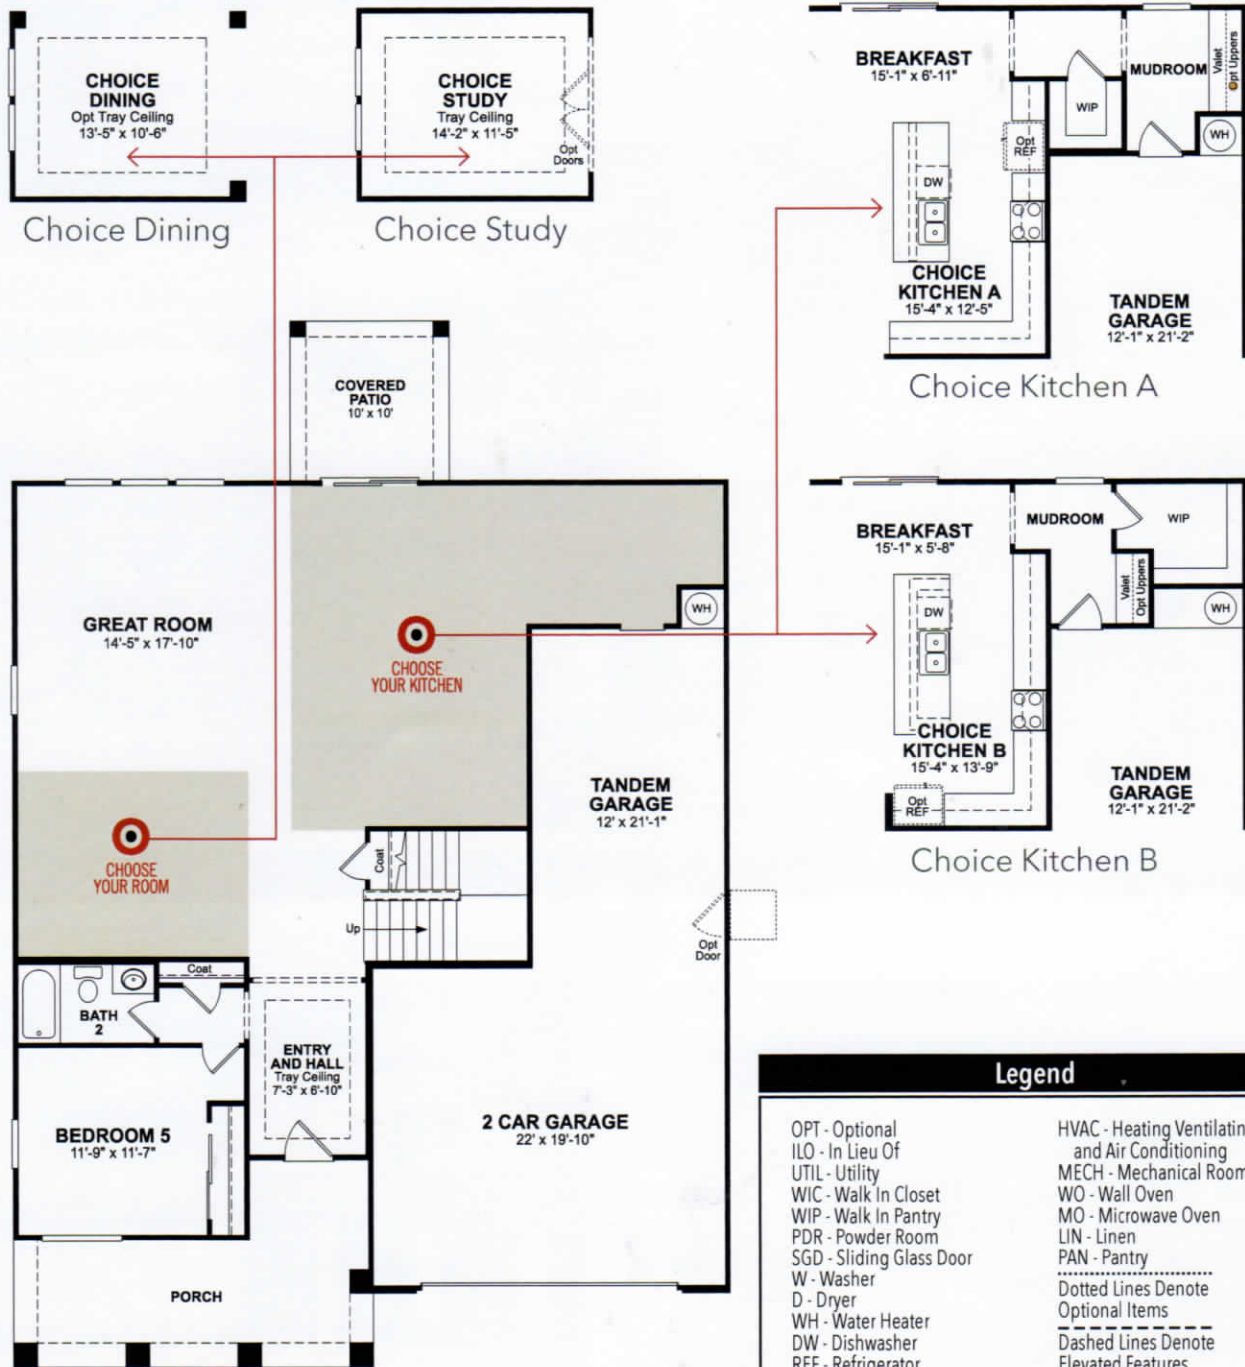 CHOICE
DINING
Opt Tray Ceiling
13'-5" x 10'-6"
Choice Dining
CHOICE
STUDY
Tray Ceiling
14'-2" x 11'-5"
Opt
Doors
Choice Study
BREAKFAST
15'-1" x 6'-11"
MUDROOM
Valet
Opt Uppers
WIP
WH
Opt
REF
DW
CHOICE
KITCHEN A
15'-4" x 12'-5"
TANDEM
GARAGE
12'-1" x 21'-2"
Choice Kitchen A
COVERED
PATIO
10' x 10'
GREAT ROOM
14'-5" x 17'-10"
CHOOSE
YOUR KITCHEN
WH
TANDEM
GARAGE
12' x 21'-1"
CHOOSE
YOUR ROOM
Coat
Up
Opt
Door
Coat
BATH
2
ENTRY
AND HALL
Tray Ceiling
7'-3" x 6'-10"
BEDROOM 5
11'-9" x 11'-7"
2 CAR GARAGE
22' x 19'-10"
PORCH
BREAKFAST
15'-1" x 5'-8"
MUDROOM
WIP
Valet
Opt Uppers
WH
DW
CHOICE
KITCHEN B
15'-4" x 13'-9"
Opt
REF
TANDEM
GARAGE
12'-1" x 21'-2"
Choice Kitchen B
Legend
OPT - Optional
ILO - In Lieu Of
UTIL - Utility
WIC - Walk In Closet
WIP - Walk In Pantry
PDR - Powder Room
SGD - Sliding Glass Door
W - Washer
D - Dryer
WH - Water Heater
DW - Dishwasher
REF - Refrigerator
HVAC - Heating Ventilatin
and Air Conditioning
MECH - Mechanical Room
WO - Wall Oven
MO - Microwave Oven
LIN - Linen
PAN - Pantry
Dotted Lines Denote
Optional Items
Dashed Lines Denote
Elevated Features